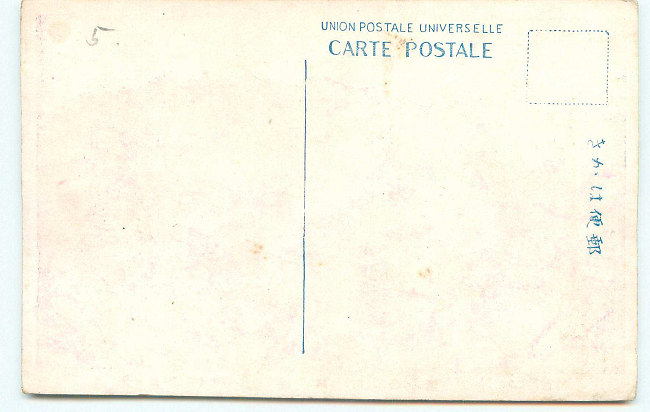 5
UNION POSTALE UNIVERSELLE
CARTE POSTALE
郵便はかき